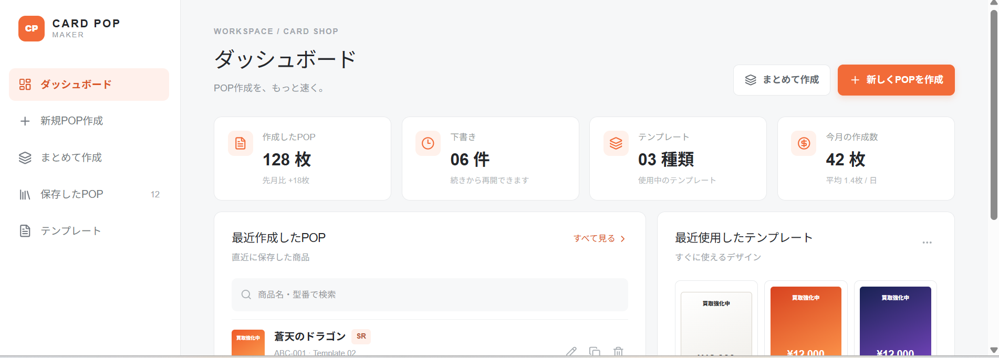 CP
CARD POP
MAKER
ダッシュボード
新規POP作成
まとめて作成
保存したPOP 12
テンプレート
WORKSPACE / CARD SHOP
ダッシュボード
POP作成を、もっと速く。
まとめて作成
新しくPOPを作成
作成したPOP
128 枚
先月比 +18枚
下書き
06 件
続きから再開できます
テンプレート
03 種類
使用中のテンプレート
今月の作成数
42 枚
平均 1.4枚 / 日
最近作成したPOP
すべて見る
直近に保存した商品
商品名・型番で検索
買取強化中
蒼天のドラゴン SR
ABC-001 · Template 02
最近使用したテンプレート
すぐに使えるデザイン
買取強化中
買取強化中
¥12,000
買取強化中
¥12,000